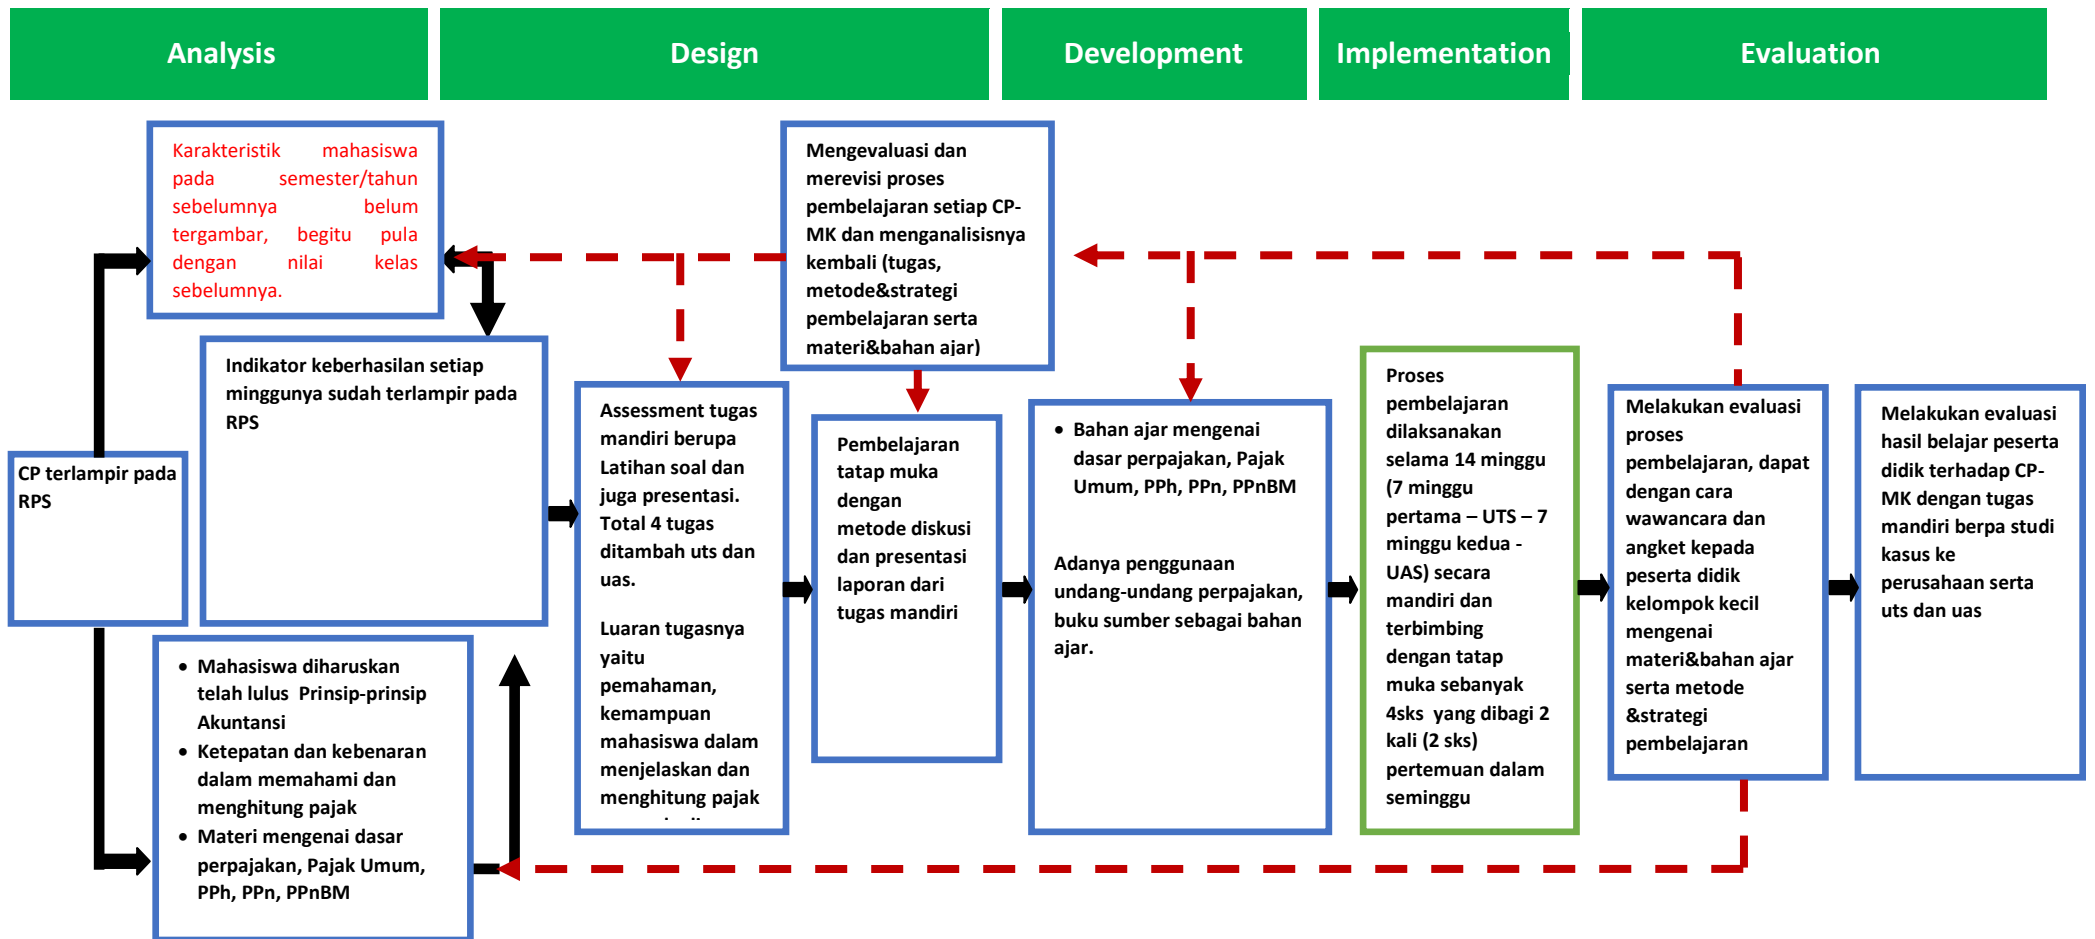 Analysis
Design
Development
Implementation
Evaluation
Karakteristik mahasiswa
pada semester/tahun
sebelumnya belum
tergambar, begitu pula
dengan nilai kelas
sebelumnya.
Indikator keberhasilan setiap
minggunya sudah terlampir pada
RPS
CP terlampir pada
RPS
• Mahasiswa diharuskan
telah lulus Prinsip-prinsip
Akuntansi
• Ketepatan dan kebenaran
dalam memahami dan
menghitung pajak
• Materi mengenai dasar
perpajakan, Pajak Umum,
PPh, PPn, PPnBM
Assessment tugas
mandiri berupa
Latihan soal dan
juga presentasi.
Total 4 tugas
ditambah uts dan
uas.
Luaran tugasnya
yaitu
pemahaman,
kemampuan
mahasiswa dalam
menjelaskan dan
menghitung pajak
Mengevaluasi dan
merevisi proses
pembelajaran setiap CP-
MK dan menganalisisnya
kembali (tugas,
metode&strategi
pembelajaran serta
materi&bahan ajar)
Pembelajaran
tatap muka
dengan
metode diskusi
dan presentasi
laporan dari
tugas mandiri
• Bahan ajar mengenai
dasar perpajakan, Pajak
Umum, PPh, PPn, PPnBM
Adanya penggunaan
undang-undang perpajakan,
buku sumber sebagai bahan
ajar.
Proses
pembelajaran
dilaksanakan
selama 14 minggu
(7 minggu
pertama – UTS – 7
minggu kedua -
UAS) secara
mandiri dan
terbimbing
dengan tatap
muka sebanyak
4sks yang dibagi 2
kali (2 sks)
pertemuan dalam
seminggu
Melakukan evaluasi
proses
pembelajaran, dapat
dengan cara
wawancara dan
angket kepada
peserta didik
kelompok kecil
mengenai
materi&bahan ajar
serta metode
&strategi
pembelajaran
Melakukan evaluasi
hasil belajar peserta
didik terhadap CP-
MK dengan tugas
mandiri berpa studi
kasus ke
perusahaan serta
uts dan uas